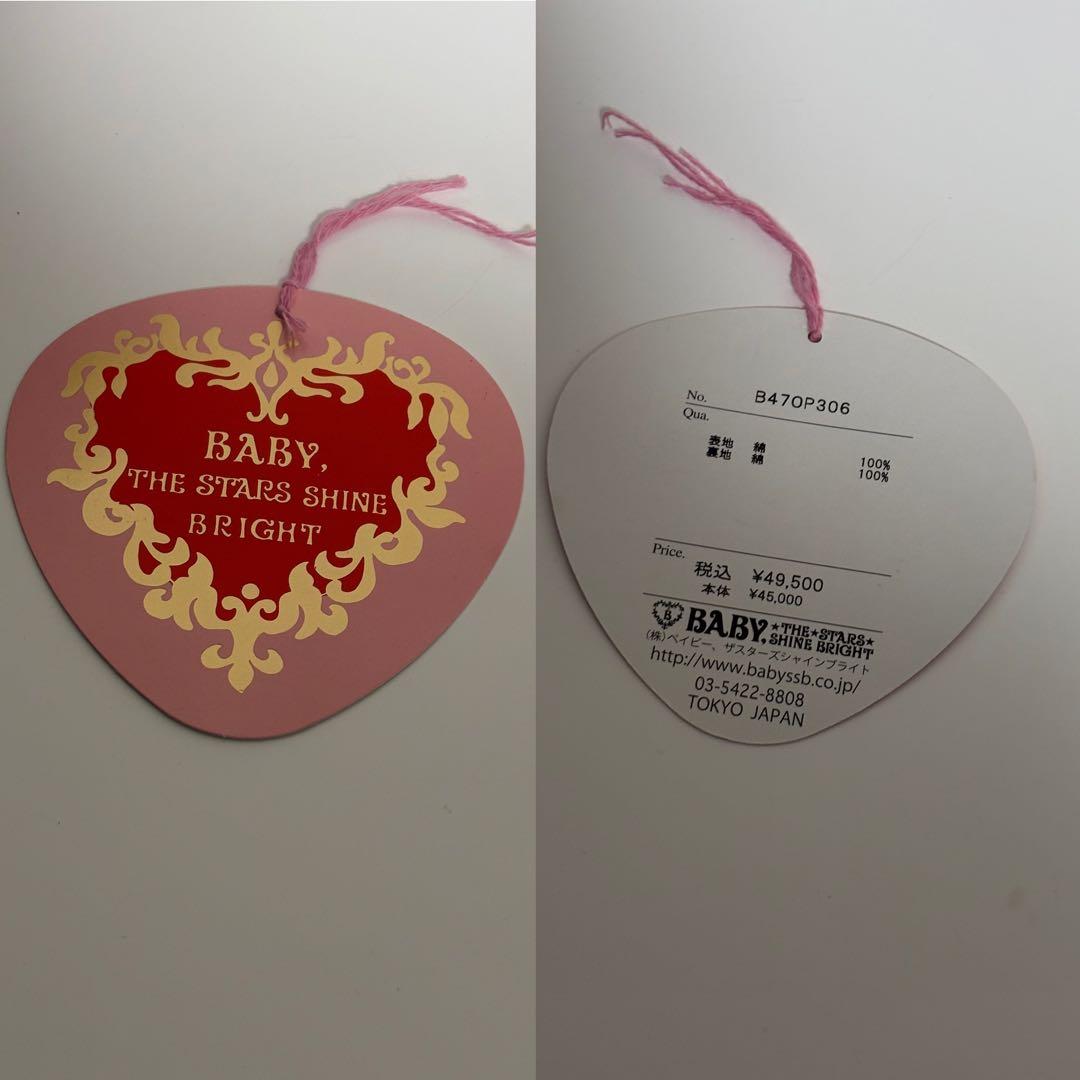 BABY,
THE STARS SHINE
BRIGHT
No. B47OP306
Qua.
表地 綿 100%
裏地 綿 100%
Price.
税込 ¥49,500
本体 ¥45,000
B BABY, ★THE★STARS★
SHINE BRIGHT
(株)ベイビー、ザスターズシャインブライト
http://www.babyssb.co.jp/
03-5422-8808
TOKYO JAPAN